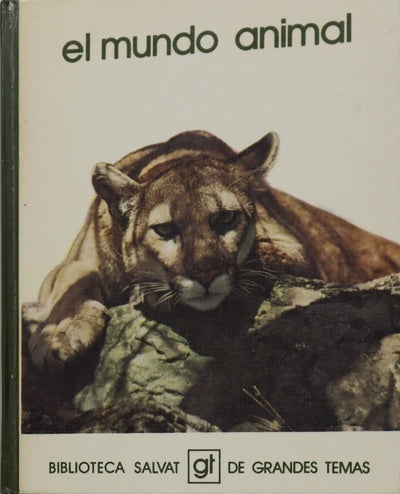 el mundo animal
BIBLIOTECA SALVAT gt DE GRANDES TEMAS